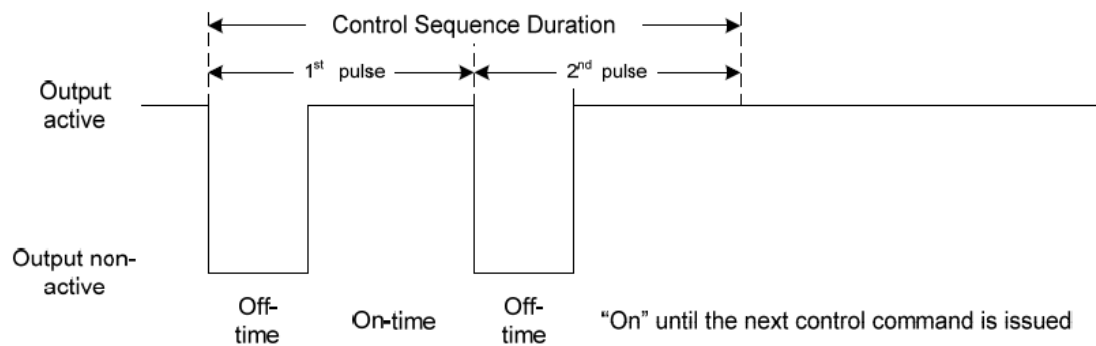 Control Sequence Duration
1st pulse
2nd pulse
Output
active
Output non-
active
Off-
time
On-time
Off-
time
“On” until the next control command is issued